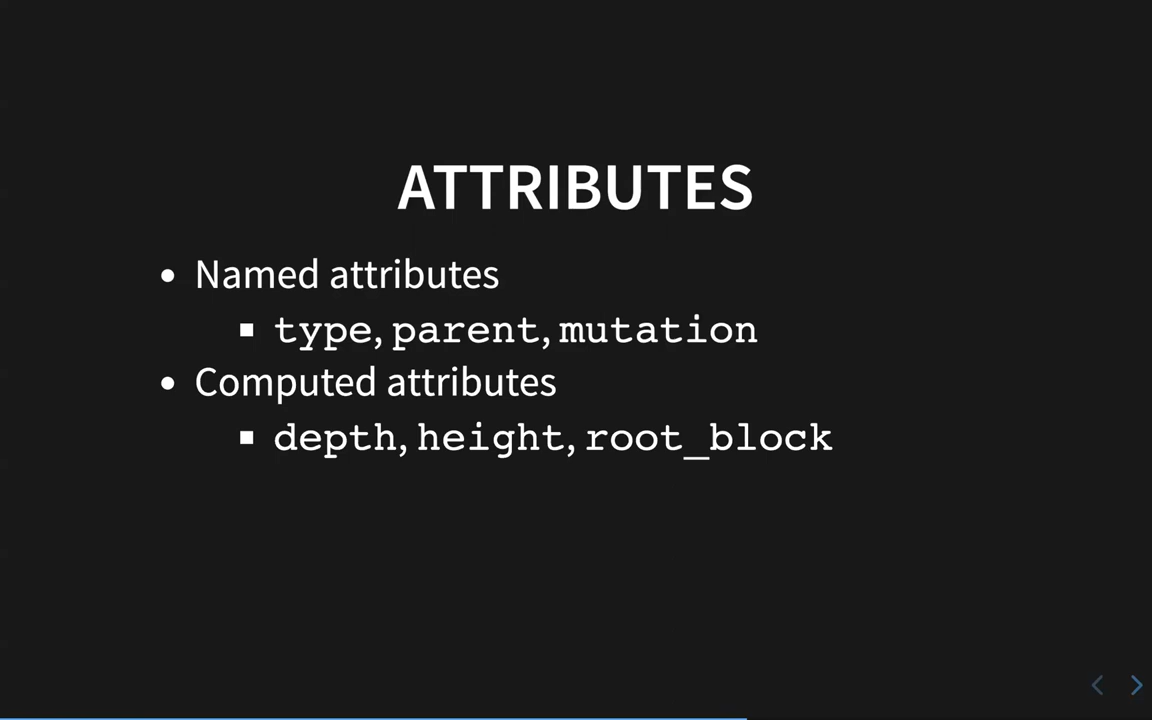 ATTRIBUTES
Named attributes
type, parent, mutation
Computed attributes
depth, height, root_block